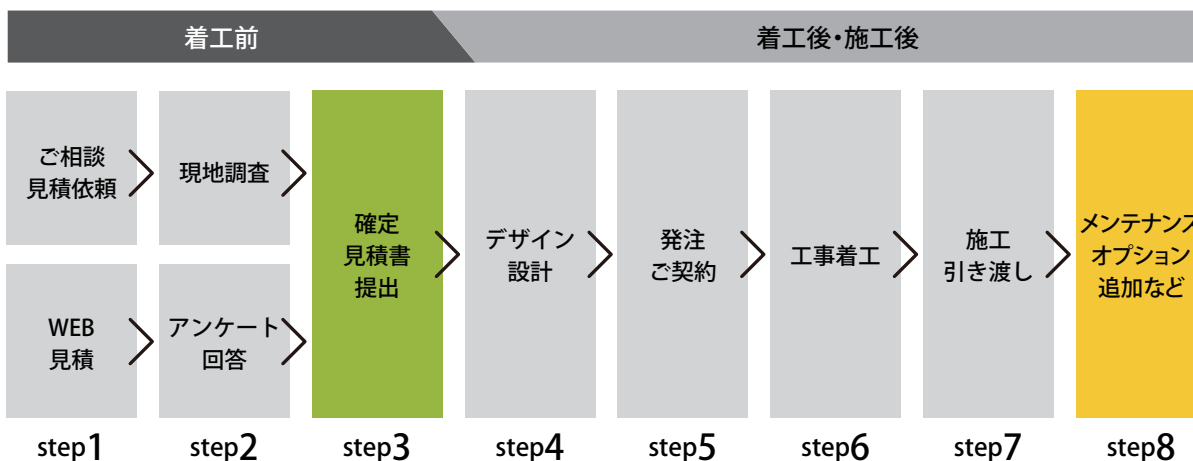 着工前
着工後・施工後
ご相談
見積依頼
現地調査
WEB
見積
アンケート
回答
確定
見積書
提出
デザイン
設計
発注
ご契約
工事着工
施工
引き渡し
メンテナンス
オプション
追加など
step1
step2
step3
step4
step5
step6
step7
step8